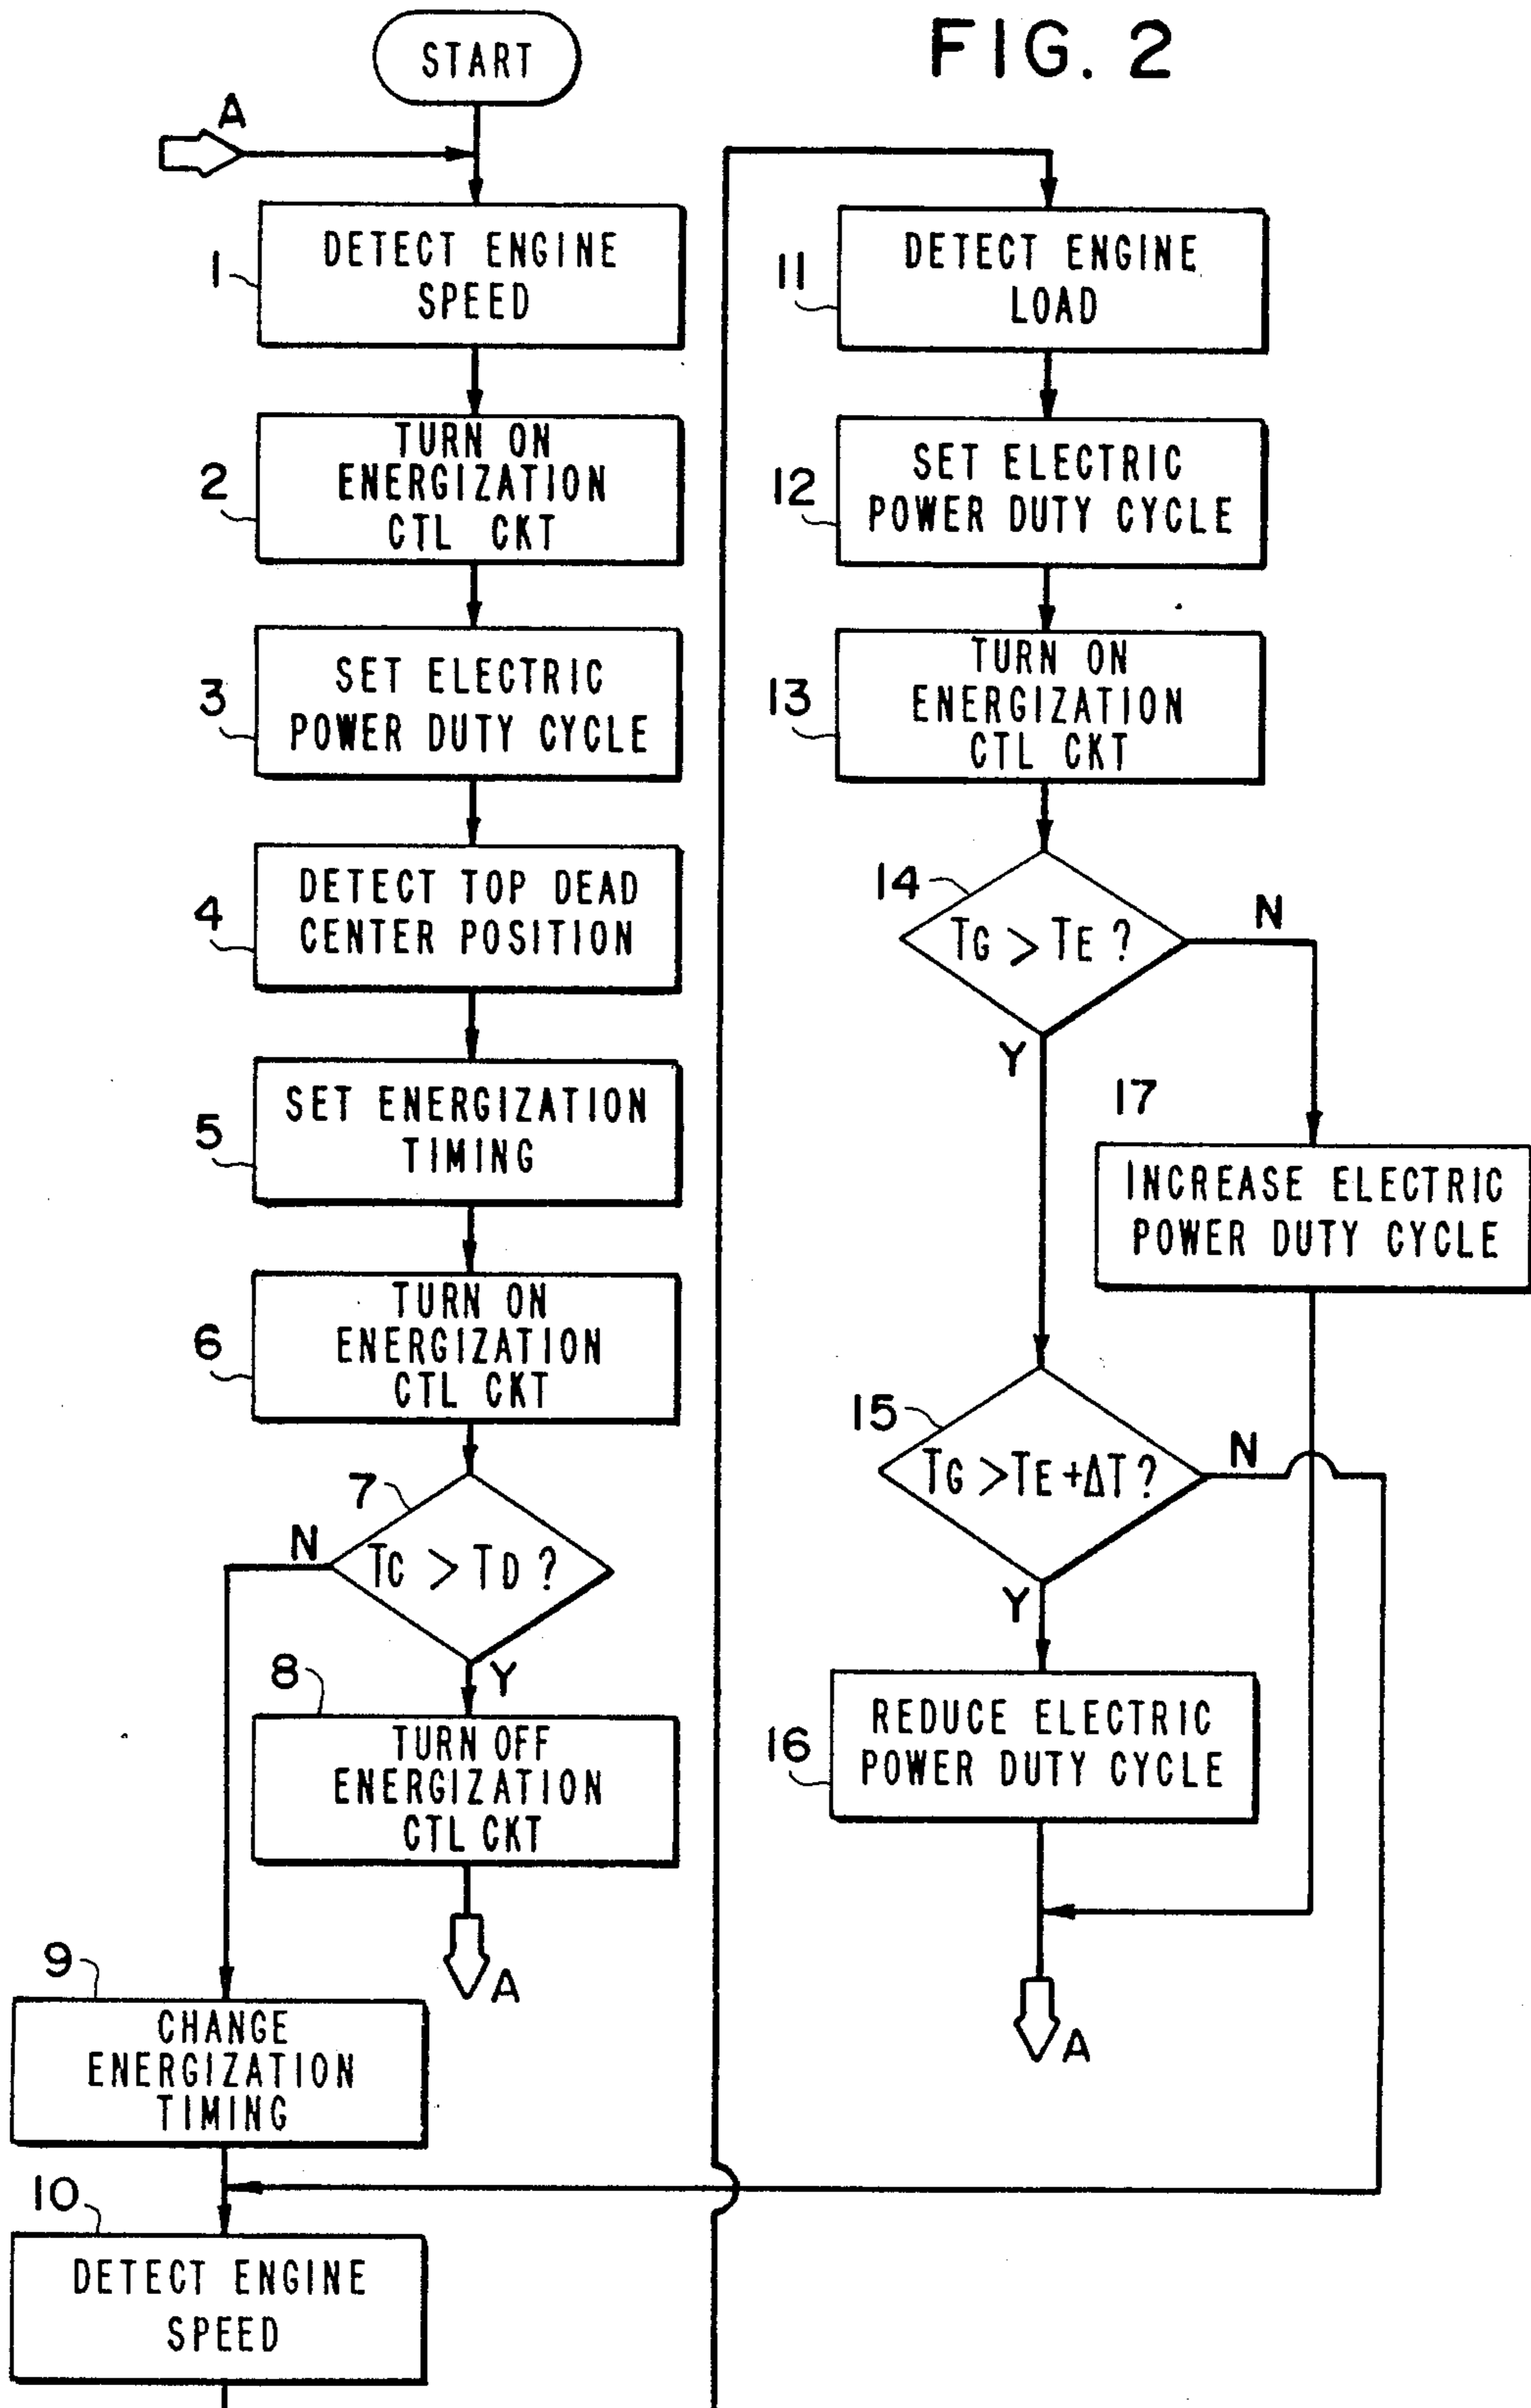 FIG. 2
START
A
1
DETECT ENGINE
SPEED
2
TURN ON
ENERGIZATION
CTL CKT
3
SET ELECTRIC
POWER DUTY CYCLE
4
DETECT TOP DEAD
CENTER POSITION
5
SET ENERGIZATION
TIMING
6
TURN ON
ENERGIZATION
CTL CKT
7
N
TC > TD ?
Y
8
TURN OFF
ENERGIZATION
CTL CKT
A
9
CHANGE
ENERGIZATION
TIMING
10
DETECT ENGINE
SPEED
11
DETECT ENGINE
LOAD
12
SET ELECTRIC
POWER DUTY CYCLE
13
TURN ON
ENERGIZATION
CTL CKT
14
TG > TE ?
N
Y
17
INCREASE ELECTRIC
POWER DUTY CYCLE
15
TG > TE + ΔT ?
N
Y
16
REDUCE ELECTRIC
POWER DUTY CYCLE
A